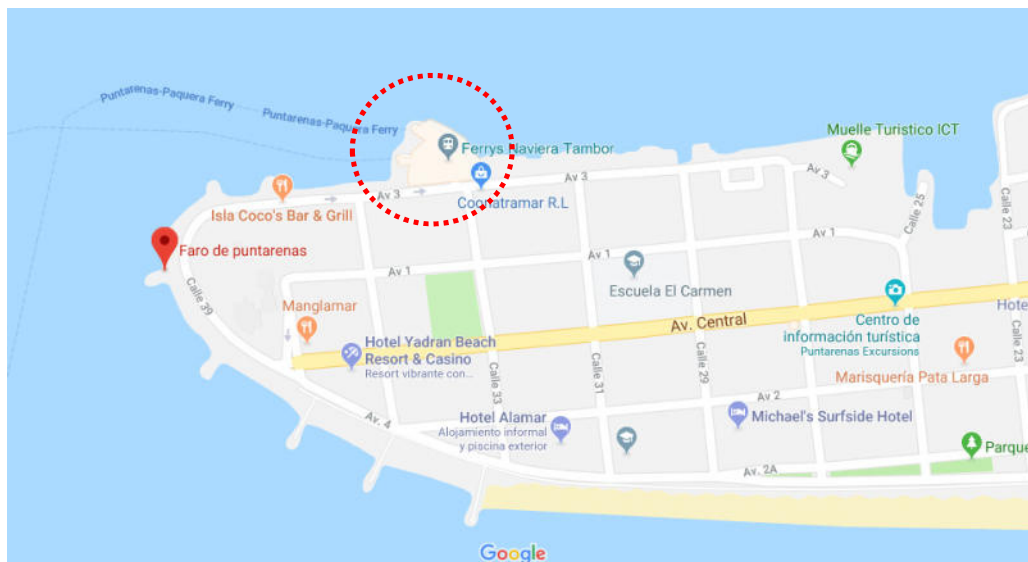 Puntarenas-Paquera Ferry
Puntarenas-Paquera Ferry
Muelle Turistico ICT
Ferrys Naviera Tambor
Av 3
Av 3
Av 3
Coonatramar R.L
Isla Coco's Bar & Grill
Calle 25
Calle 23
Faro de puntarenas
Av 1
Av 1
Av 1
Escuela El Carmen
Calle 39
Manglamar
Av. Central
Hote
Centro de
información turística
Puntarenas Excursions
Hotel Yadran Beach
Resort & Casino
Resort vibrante con...
Calle 33
Calle 31
Calle 29
Calle 23
Marisquería Pata Larga
Av 2
Av. 4
Hotel Alamar
Alojamiento informal
y piscina exterior
Michael's Surfside Hotel
Parque
Av. 2A
Google